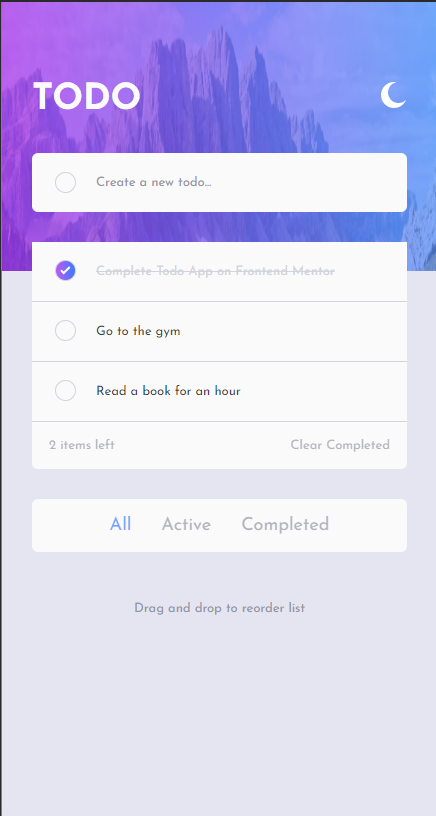 TODO
Create a new todo...
Complete Todo App on Frontend Mentor
Go to the gym
Read a book for an hour
2 items left Clear Completed
All Active Completed
Drag and drop to reorder list